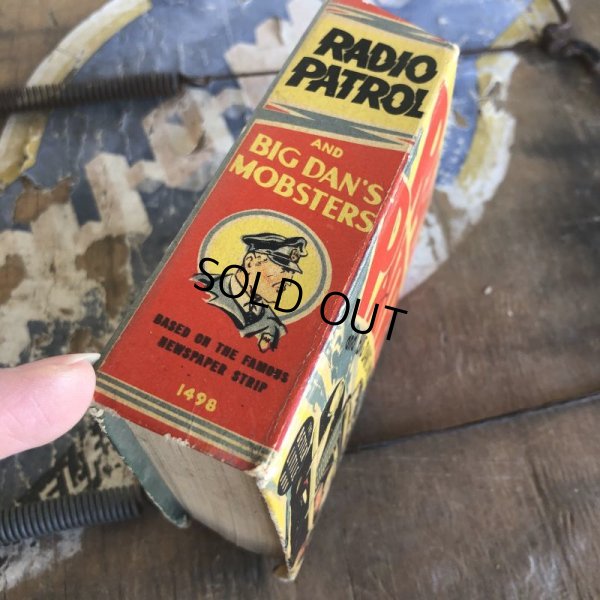 RADIO
PATROL
AND
BIG DAN'S
MOBSTERS
SOLD OUT
BASED ON THE FAMOUS
NEWSPAPER STRIP
1498